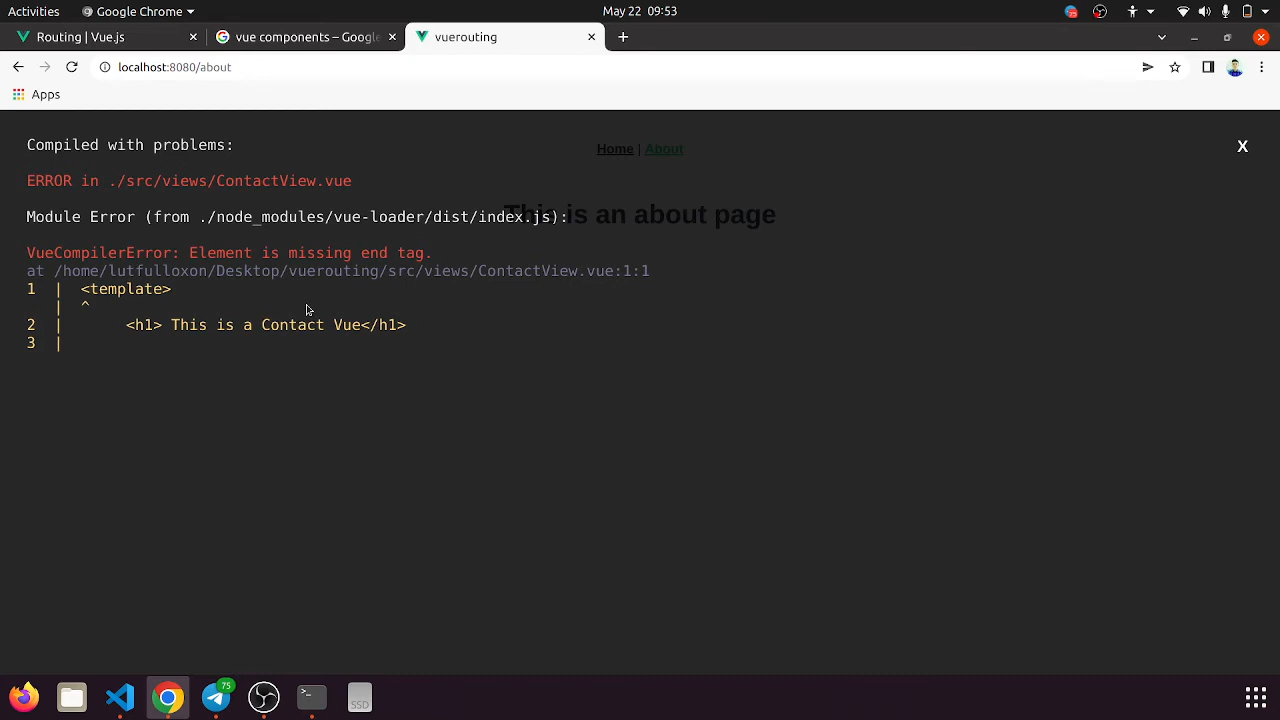 Activities
Google Chrome
May 22 09:53
75
Routing | Vue.js
vue components – Google
vuerouting
localhost:8080/about
Apps
Compiled with problems:
X
Home | About
ERROR in ./src/views/ContactView.vue
Module Error (from ./node_modules/vue-loader/dist/index.js):
This is an about page
VueCompilerError: Element is missing end tag.
at /home/lutfulloxon/Desktop/vuerouting/src/views/ContactView.vue:1:1
1 | <template>
| ^
2 | <h1> This is a Contact Vue</h1>
3 |
75
SSD